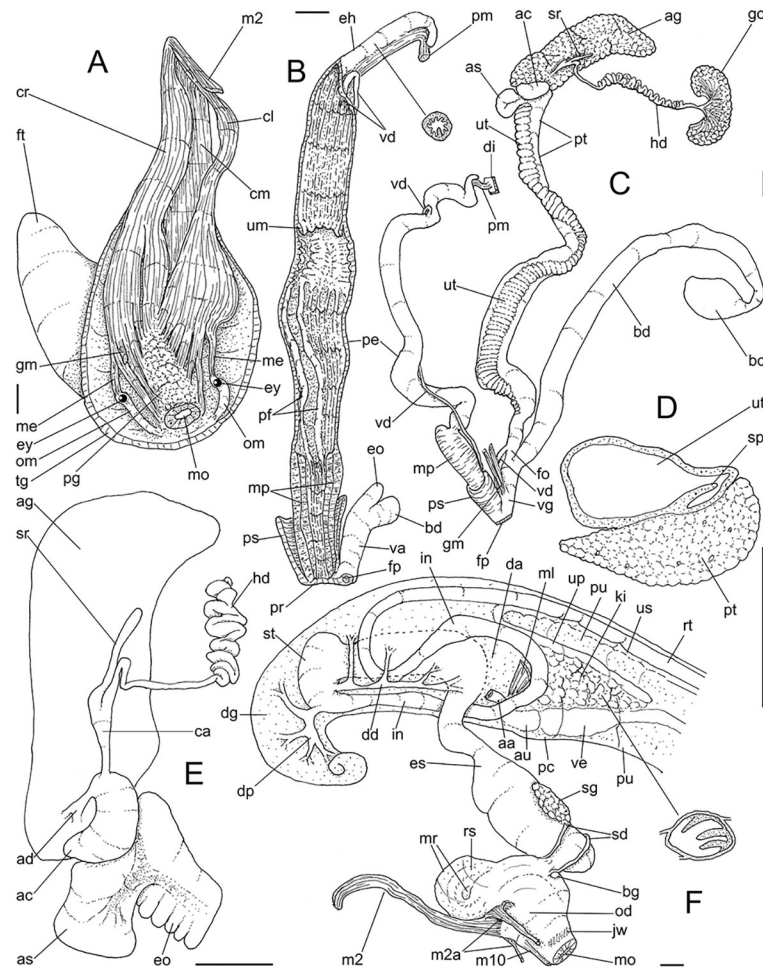 A
m2
cr
cl
ft
cm
gm
me
me
ey
ey
om
om
tg
pg
mo
B
eh
pm
vd
um
pe
pf
mp
eo
ps
bd
va
fp
pr
C
ac
sr
ag
go
as
ut
pt
hd
di
vd
pm
ut
bd
bc
vd
mp
fo
ps
vd
vg
gm
fp
D
ut
sp
pt
E
ag
sr
hd
ca
ad
ac
as
eo
F
in
da
ml
up
pu
ki
us
rt
st
dg
dd
in
aa
au
pc
ve
pu
dp
es
sg
sd
mr
rs
bg
od
jw
m2
m2a
m10
mo